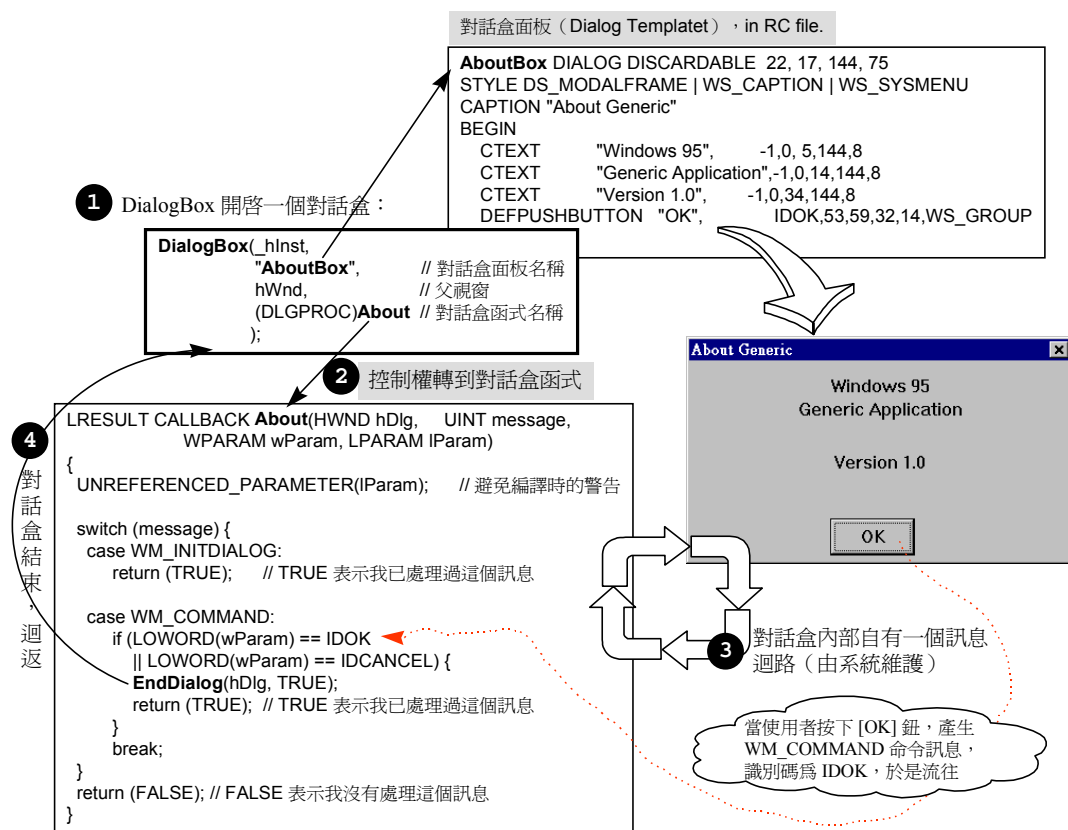 對話盒面板（Dialog Templatet），in RC file.
AboutBox DIALOG DISCARDABLE 22, 17, 144, 75
STYLE DS_MODALFRAME | WS_CAPTION | WS_SYSMENU
CAPTION "About Generic"
BEGIN
CTEXT "Windows 95", -1,0, 5,144,8
CTEXT "Generic Application",-1,0,14,144,8
CTEXT "Version 1.0", -1,0,34,144,8
DEFPUSHBUTTON "OK", IDOK,53,59,32,14,WS_GROUP
1 DialogBox 開啓一個對話盒：
DialogBox(_hInst,
"AboutBox", // 對話盒面板名稱
hWnd, // 父視窗
(DLGPROC)About // 對話盒函式名稱
);
2 控制權轉到對話盒函式
LRESULT CALLBACK About(HWND hDlg, UINT message,
WPARAM wParam, LPARAM lParam)
{
UNREFERENCED_PARAMETER(lParam); // 避免編譯時的警告
switch (message) {
case WM_INITDIALOG:
return (TRUE); // TRUE 表示我已處理過這個訊息
case WM_COMMAND:
if (LOWORD(wParam) == IDOK
|| LOWORD(wParam) == IDCANCEL) {
EndDialog(hDlg, TRUE);
return (TRUE); // TRUE 表示我已處理過這個訊息
}
break;
}
return (FALSE); // FALSE 表示我沒有處理這個訊息
}
About Generic
Windows 95
Generic Application
Version 1.0
OK
3 對話盒內部自有一個訊息
迴路（由系統維護）
當使用者按下 [OK] 鈕，產生
WM_COMMAND 命令訊息，
識別碼爲 IDOK，於是流往
4
對話盒結束，迴返